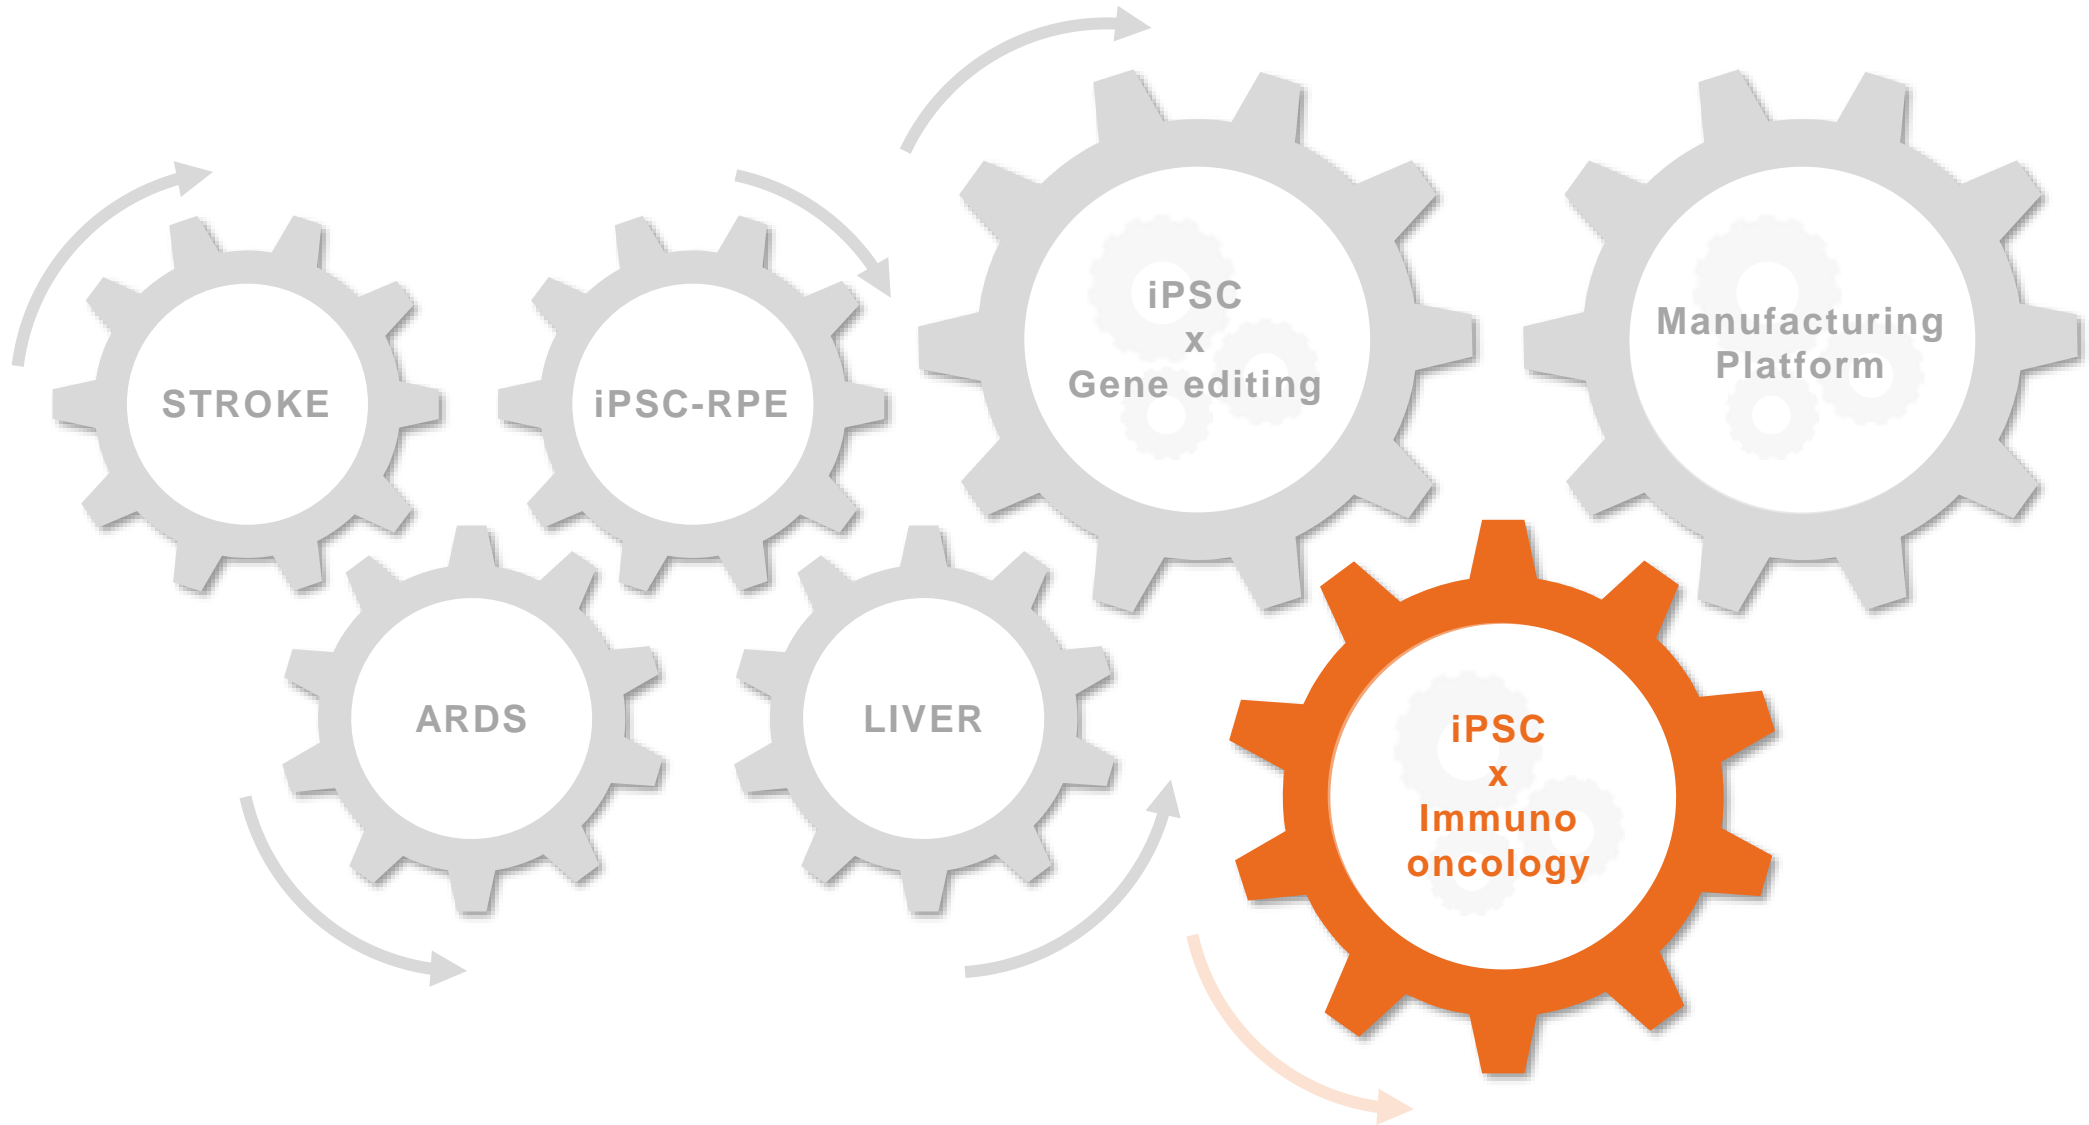 STROKE
iPSC-RPE
iPSC
x
Gene editing
Manufacturing
Platform
ARDS
LIVER
iPSC
x
Immuno
oncology